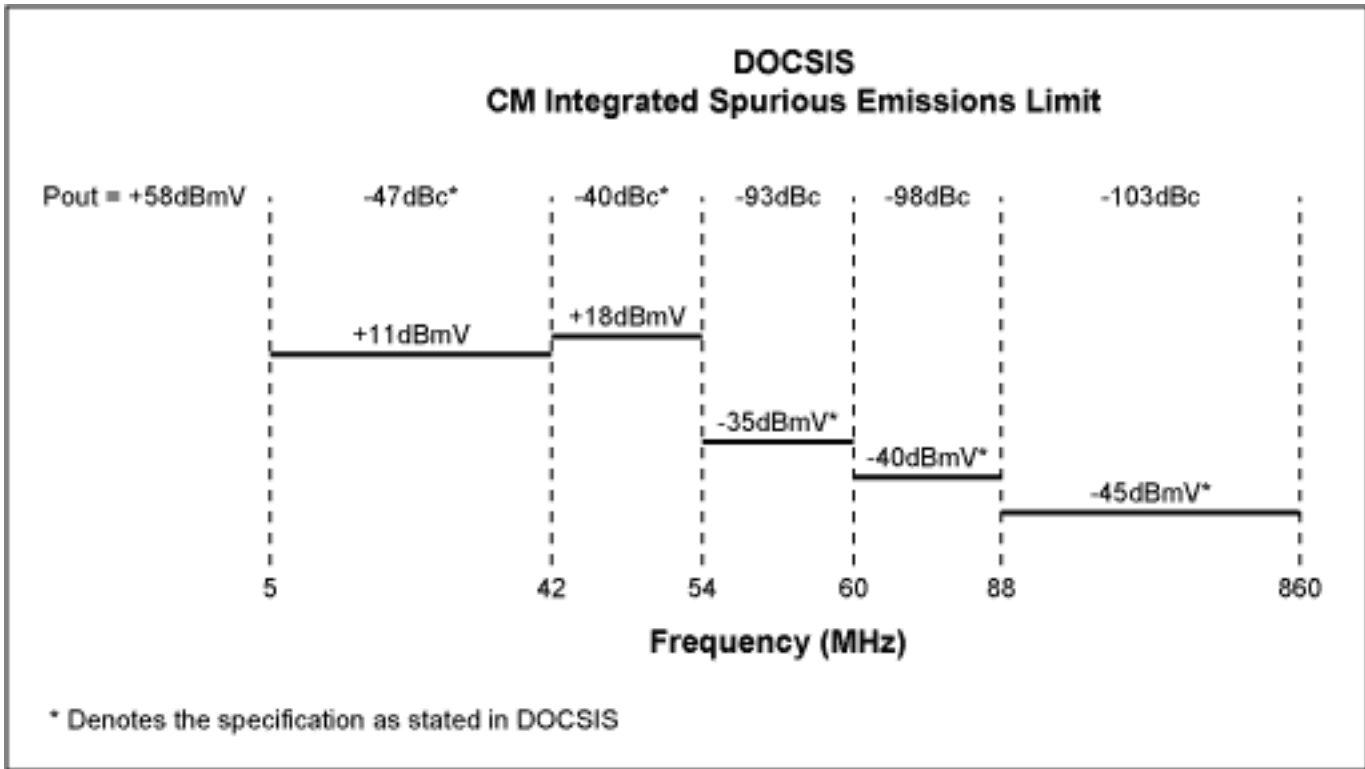 DOCSIS
CM Integrated Spurious Emissions Limit
Pout = +58dBmV -47dBc* -40dBc* -93dBc -98dBc -103dBc
+18dBmV
+11dBmV
-35dBmV*
-40dBmV*
-45dBmV*
5 42 54 60 88 860
Frequency (MHz)
* Denotes the specification as stated in DOCSIS